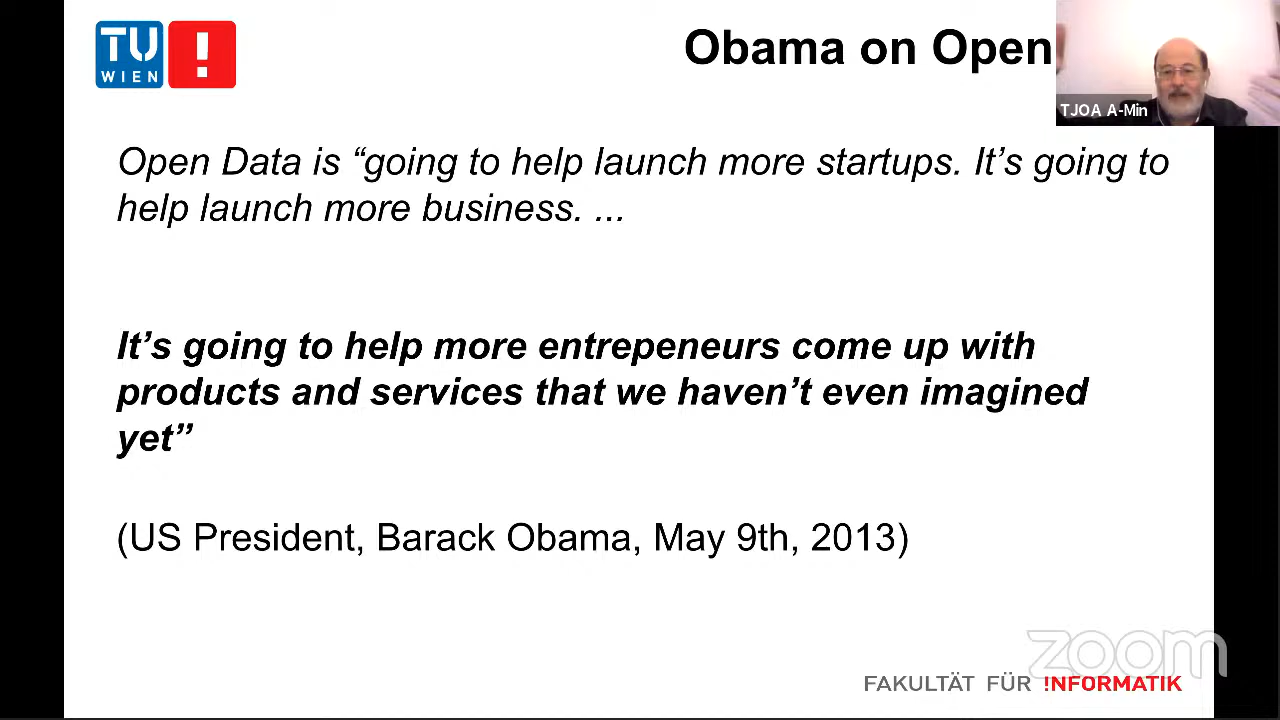 TU
WIEN
!
Obama on Open
TJOA A-Min
Open Data is “going to help launch more startups. It’s going to
help launch more business. ...
It’s going to help more entrepeneurs come up with
products and services that we haven’t even imagined
yet”
(US President, Barack Obama, May 9th, 2013)
zoom
FAKULTÄT FÜR !NFORMATIK